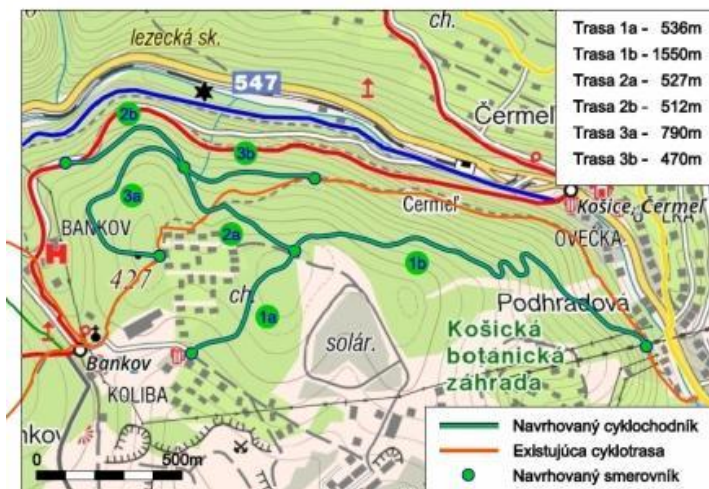 ch.
lezecká sk.
547
Trasa 1a - 536m
Trasa 1b - 1550m
Trasa 2a - 527m
Trasa 2b - 512m
Trasa 3a - 790m
Trasa 3b - 470m
Čermeľ
2b
3b
3a
Čermeľ
Košice, Čermeľ
BANKOV
2a
OVEČKA
1b
427
ch.
1a
Podhradová
solár.
Košická
botanická
záhrada
Bankov
KOLIBA
0 500m
Navrhovaný cyklochodník
Existujúca cyklotrasa
Navrhovaný smerovník